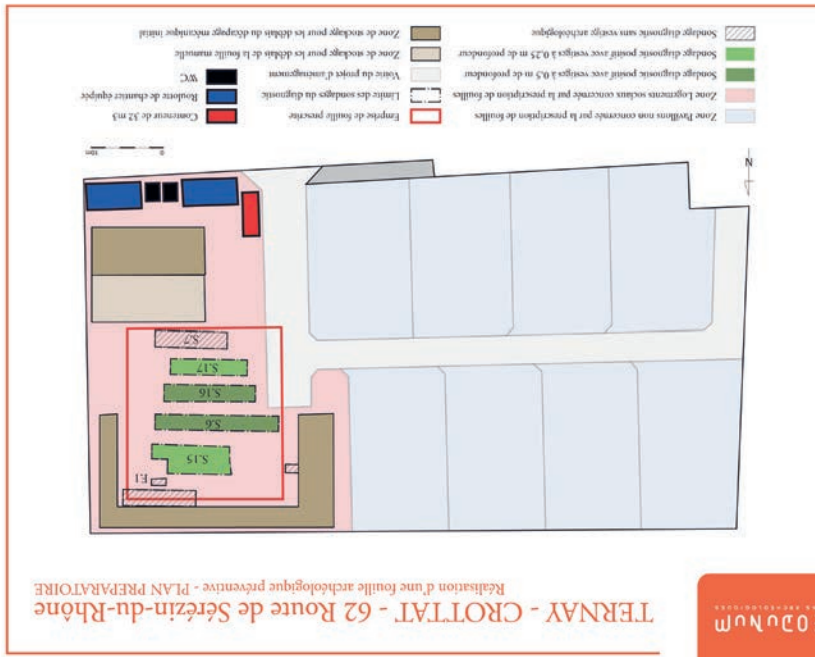 ODUNUM
TERNAY - CROTTAT - 62 Route de Sérézin-du-Rhône
Réalisation d'une fouille archéologique préventive - PLAN PREPARATOIRE
F.1
S.15
S.6
S.16
S.17
S.7
N
0 10m
Zone Pavillons non concernée par la prescription de fouilles
Zone Logements sociaux concernée par la prescription de fouilles
Sondage diagnostic positif avec vestiges à 0,5 m de profondeur
Sondage diagnostic positif avec vestiges à 0,25 m de profondeur
Sondage diagnostic sans vestige archéologique
Emprise de fouille prescrite
Limite des sondages du diagnostic
Voirie du projet d'aménagement
Zone de stockage pour les déblais de la fouille manuelle
Zone de stockage pour les déblais du décapage mécanique initial
Conteneur de 32 m3
Roulotte de chantier équipée
WC